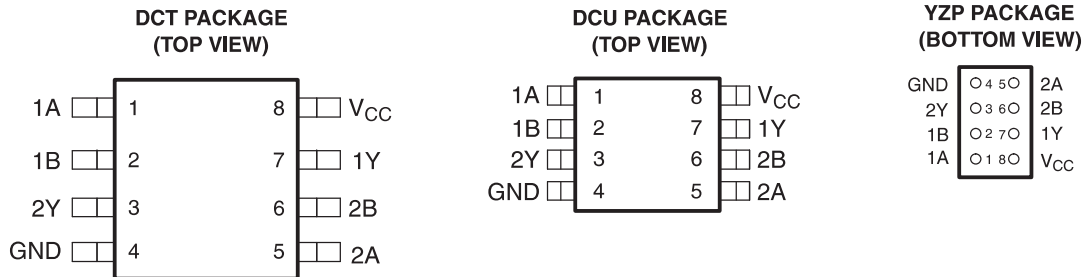 DCT PACKAGE
(TOP VIEW)
1A 1 8 VCC
1B 2 7 1Y
2Y 3 6 2B
GND 4 5 2A
DCU PACKAGE
(TOP VIEW)
1A 1 8 VCC
1B 2 7 1Y
2Y 3 6 2B
GND 4 5 2A
YZP PACKAGE
(BOTTOM VIEW)
GND 4 5 2A
2Y 3 6 2B
1B 2 7 1Y
1A 1 8 VCC